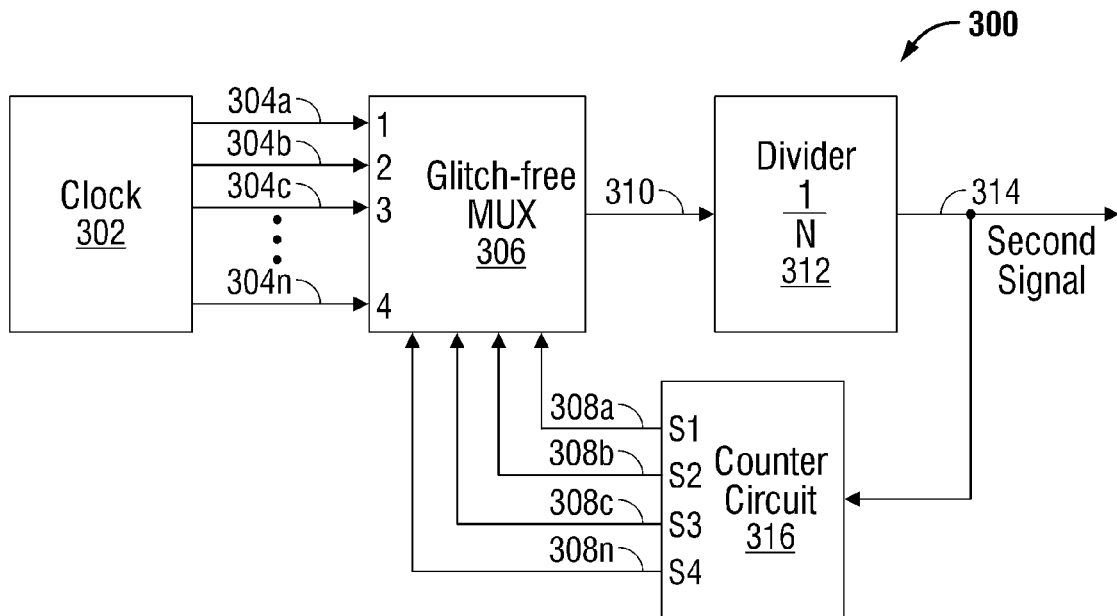 300
304a
304b
304c
304n
Clock
302
1
2
3
4
Glitch-free
MUX
306
310
Divider
1
N
312
314
Second
Signal
308a
308b
308c
308n
S1
S2
S3
S4
Counter
Circuit
316